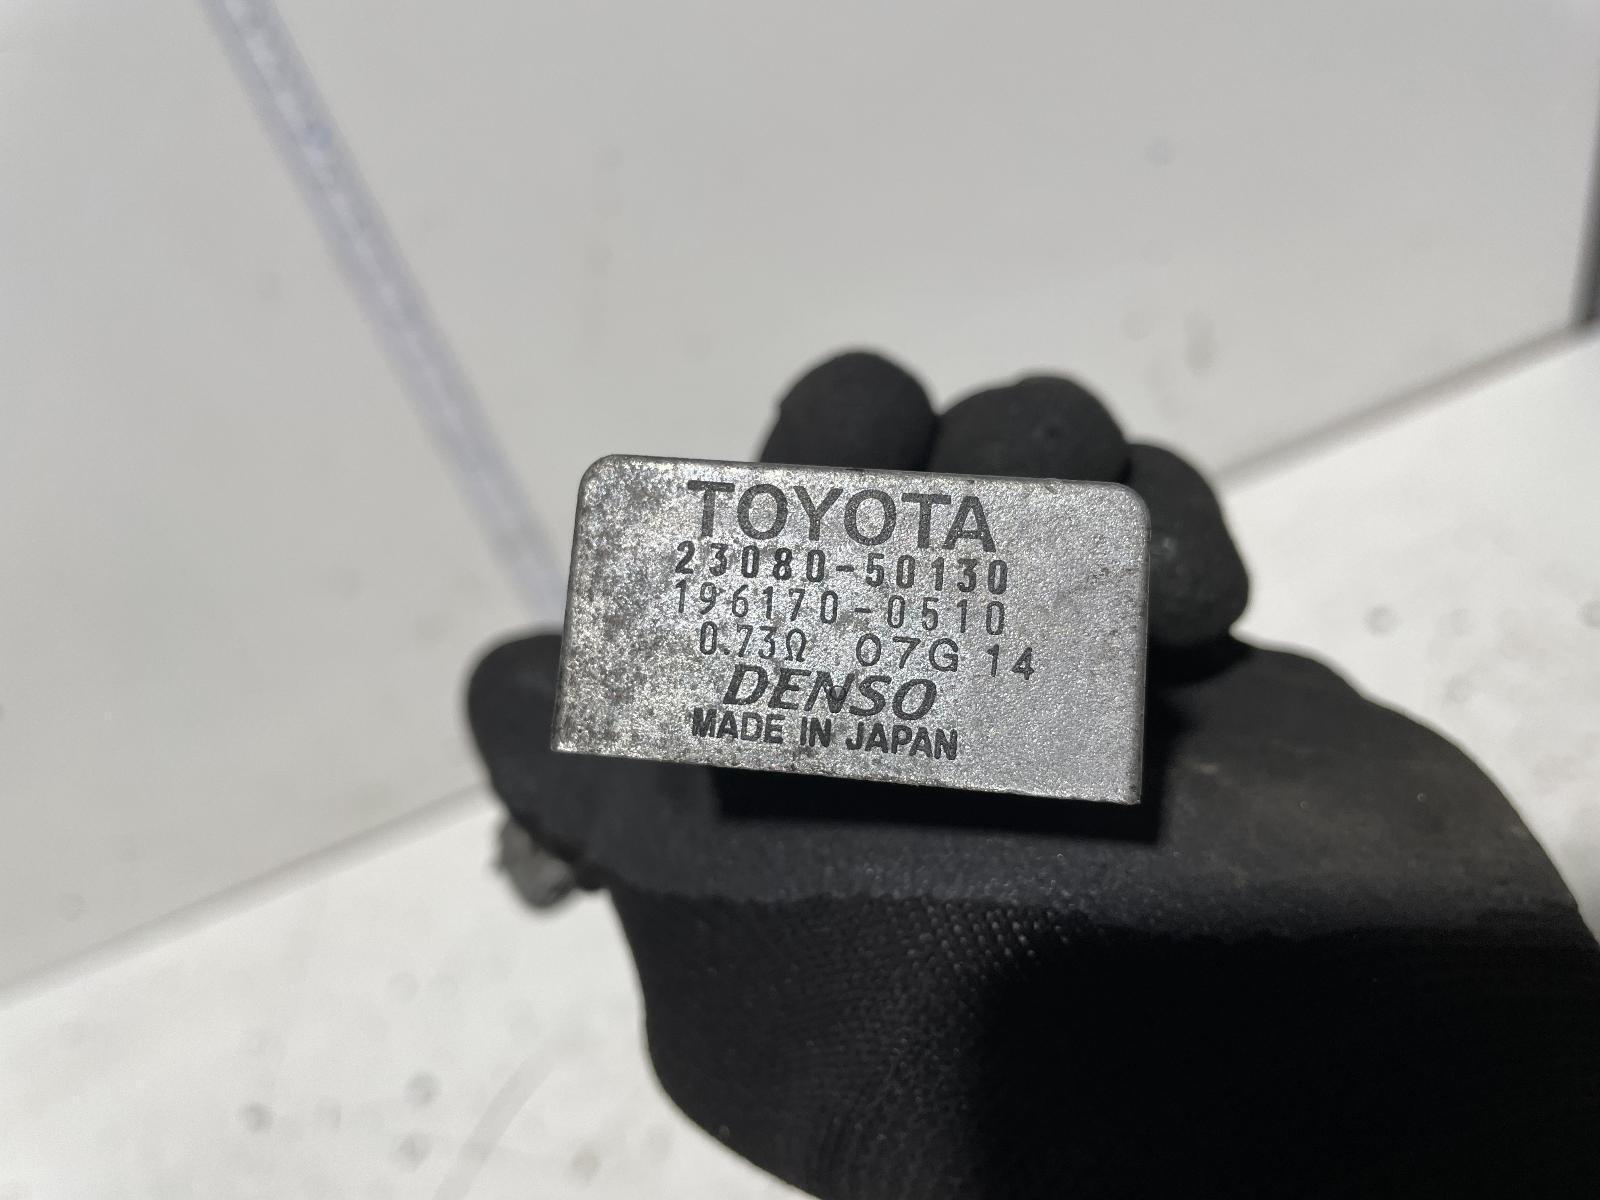 TOYOTA
23080-50130
196170-0510
0.73Ω 07G 14
DENSO
MADE IN JAPAN